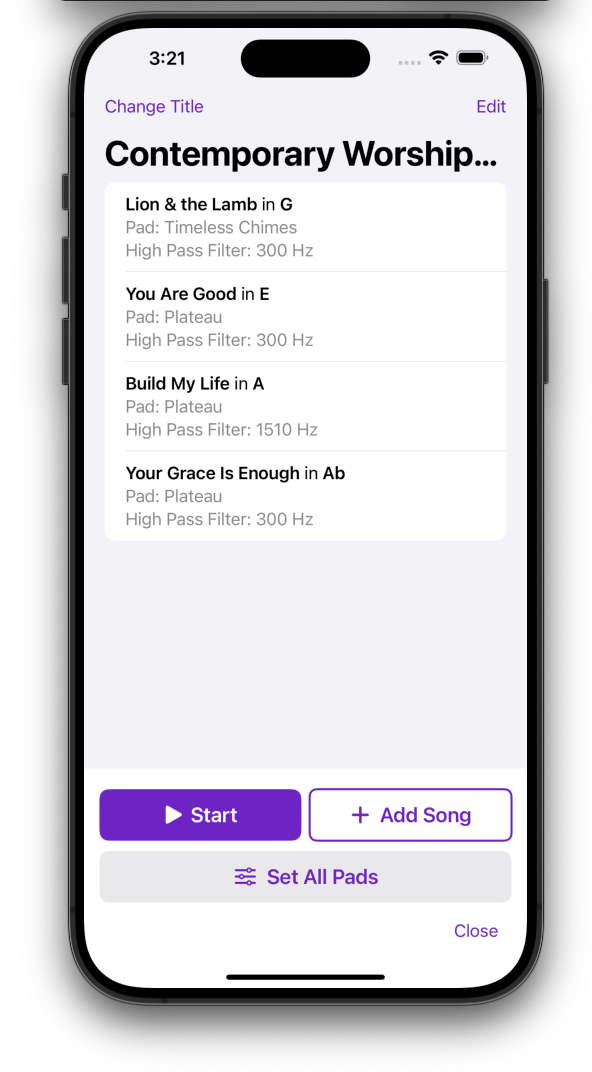 3:21
Change Title
Edit
Contemporary Worship...
Lion & the Lamb in G
Pad: Timeless Chimes
High Pass Filter: 300 Hz
You Are Good in E
Pad: Plateau
High Pass Filter: 300 Hz
Build My Life in A
Pad: Plateau
High Pass Filter: 1510 Hz
Your Grace Is Enough in Ab
Pad: Plateau
High Pass Filter: 300 Hz
Start
+ Add Song
Set All Pads
Close